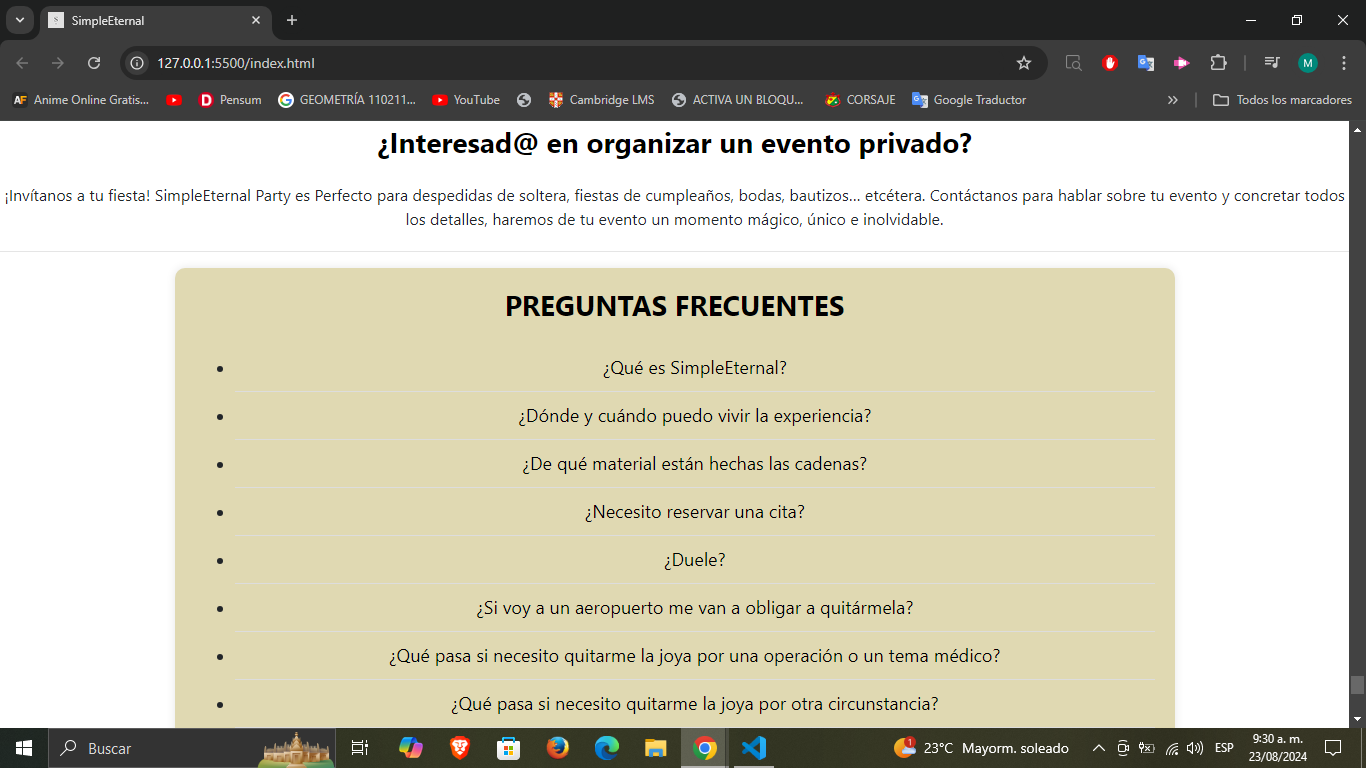 SimpleEternal
127.0.0.1:5500/index.html
M
AF Anime Online Gratis... Pensum GEOMETRÍA 110211... YouTube Cambridge LMS ACTIVA UN BLOQU... CORSAJE Google Traductor » Todos los marcadores
¿Interesad@ en organizar un evento privado?
¡Invítanos a tu fiesta! SimpleEternal Party es Perfecto para despedidas de soltera, fiestas de cumpleaños, bodas, bautizos... etcétera. Contáctanos para hablar sobre tu evento y concretar todos
los detalles, haremos de tu evento un momento mágico, único e inolvidable.
PREGUNTAS FRECUENTES
• ¿Qué es SimpleEternal?
• ¿Dónde y cuándo puedo vivir la experiencia?
• ¿De qué material están hechas las cadenas?
• ¿Necesito reservar una cita?
• ¿Duele?
• ¿Si voy a un aeropuerto me van a obligar a quitármela?
• ¿Qué pasa si necesito quitarme la joya por una operación o un tema médico?
• ¿Qué pasa si necesito quitarme la joya por otra circunstancia?
Buscar
1 23°C Mayorm. soleado
ESP
9:30 a. m.
23/08/2024